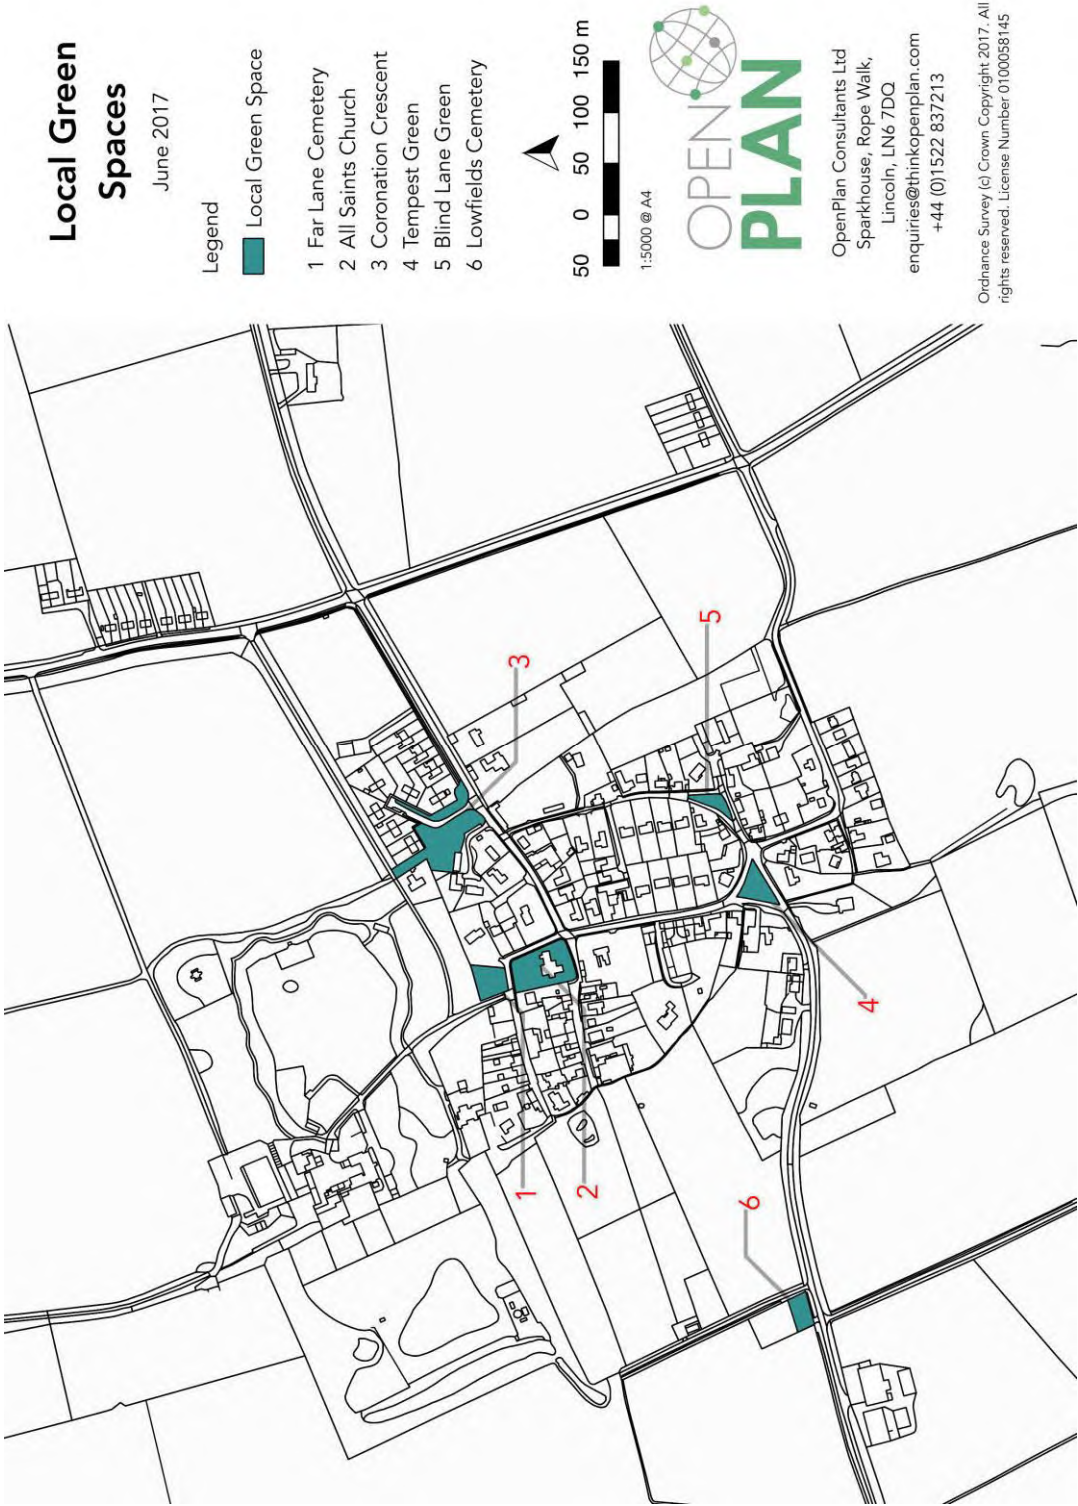 Local Green
Spaces
June 2017
Legend
Local Green Space
1 Far Lane Cemetery
2 All Saints Church
3 Coronation Crescent
4 Tempest Green
5 Blind Lane Green
6 Lowfields Cemetery
50 0 50 100 150 m
1:5000 @ A4
OPEN
PLAN
OpenPlan Consultants Ltd
Sparkhouse, Rope Walk,
Lincoln, LN6 7DQ
enquiries@thinkopenplan.com
+44 (0)1522 837213
Ordnance Survey (c) Crown Copyright 2017. All
rights reserved. License Number 0100058145
3
5
1
2
4
6